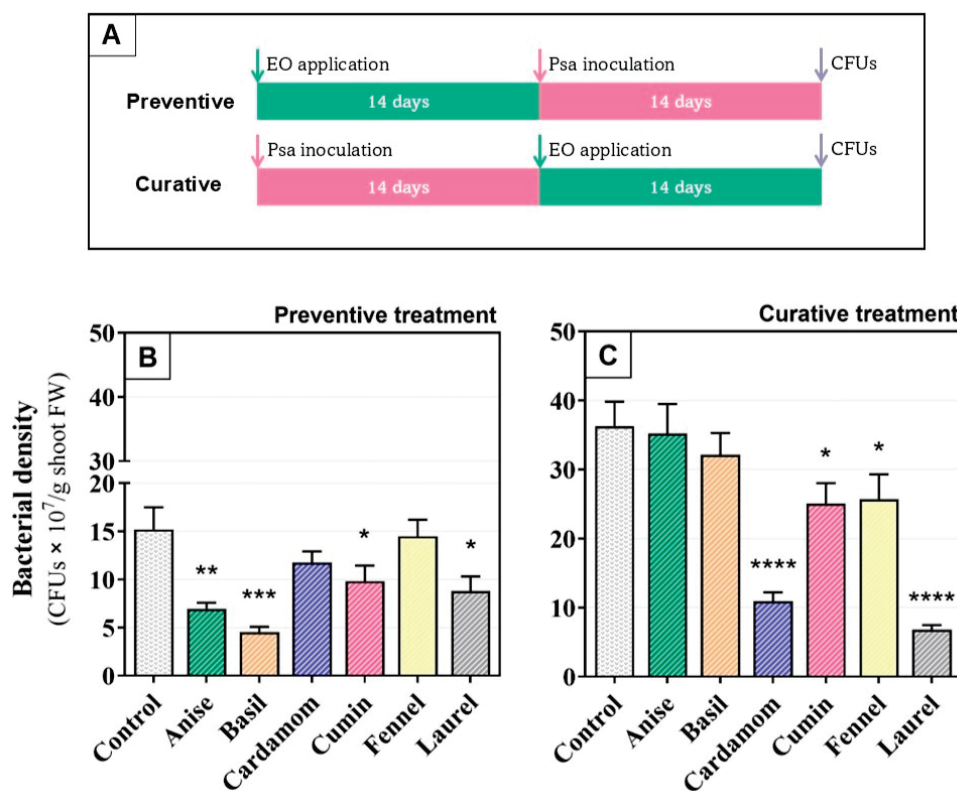 A
EO application
Psa inoculation
CFUs
Preventive
14 days
14 days
Psa inoculation
EO application
CFUs
Curative
14 days
14 days
Preventive treatment
B
Bacterial density
(CFUs × 10⁷/g shoot FW)
50
40
30
20
15
10
5
0
**
***
*
*
Control
Anise
Basil
Cardamom
Cumin
Fennel
Laurel
Curative treatment
C
50
40
30
20
10
0
****
*
*
****
Control
Anise
Basil
Cardamom
Cumin
Fennel
Laurel